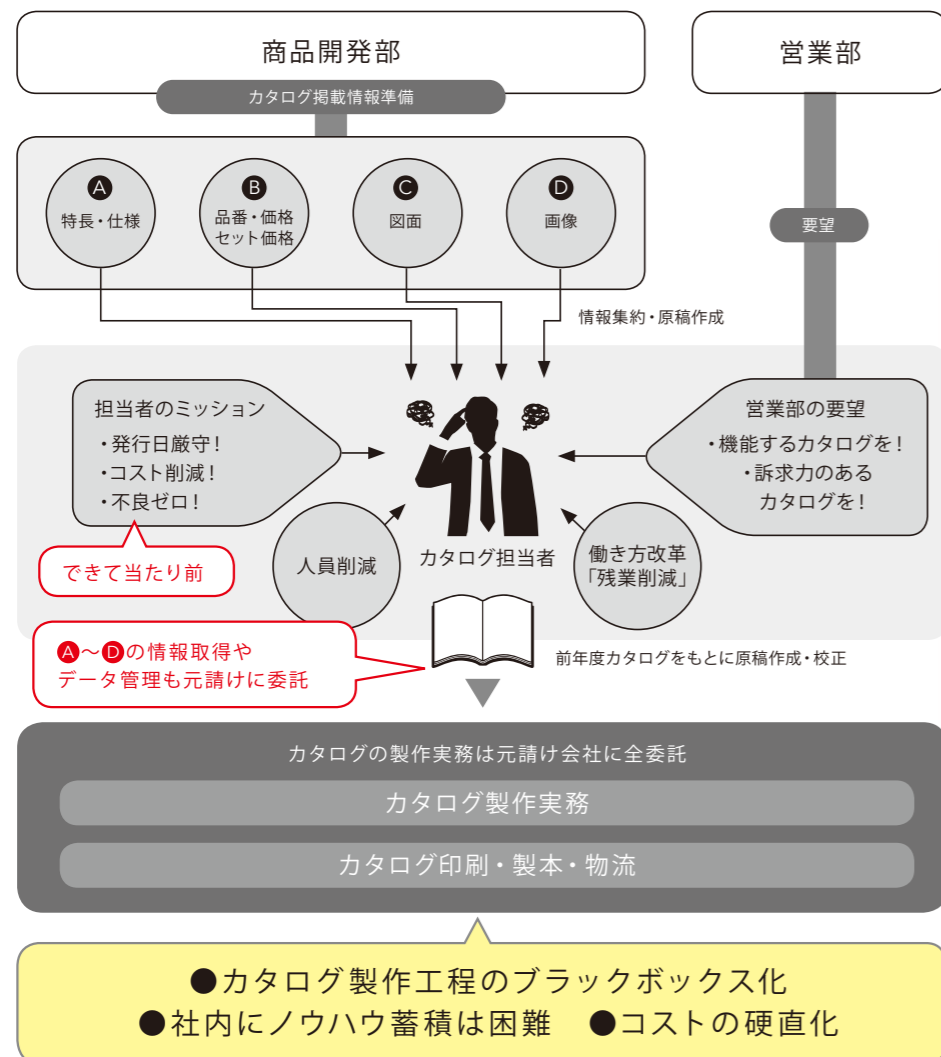 商品開発部
営業部
カタログ掲載情報準備
A
特長・仕様
B
品番・価格
セット価格
C
図面
D
画像
要望
情報集約・原稿作成
担当者のミッション
・発行日厳守！
・コスト削減！
・不良ゼロ！
できて当たり前
営業部の要望
・機能するカタログを！
・訴求力のある
カタログを！
人員削減
カタログ担当者
働き方改革
「残業削減」
A～Dの情報取得や
データ管理も元請けに委託
前年度カタログをもとに原稿作成・校正
カタログの製作実務は元請け会社に全委託
カタログ製作実務
カタログ印刷・製本・物流
●カタログ製作工程のブラックボックス化
●社内にノウハウ蓄積は困難　●コストの硬直化